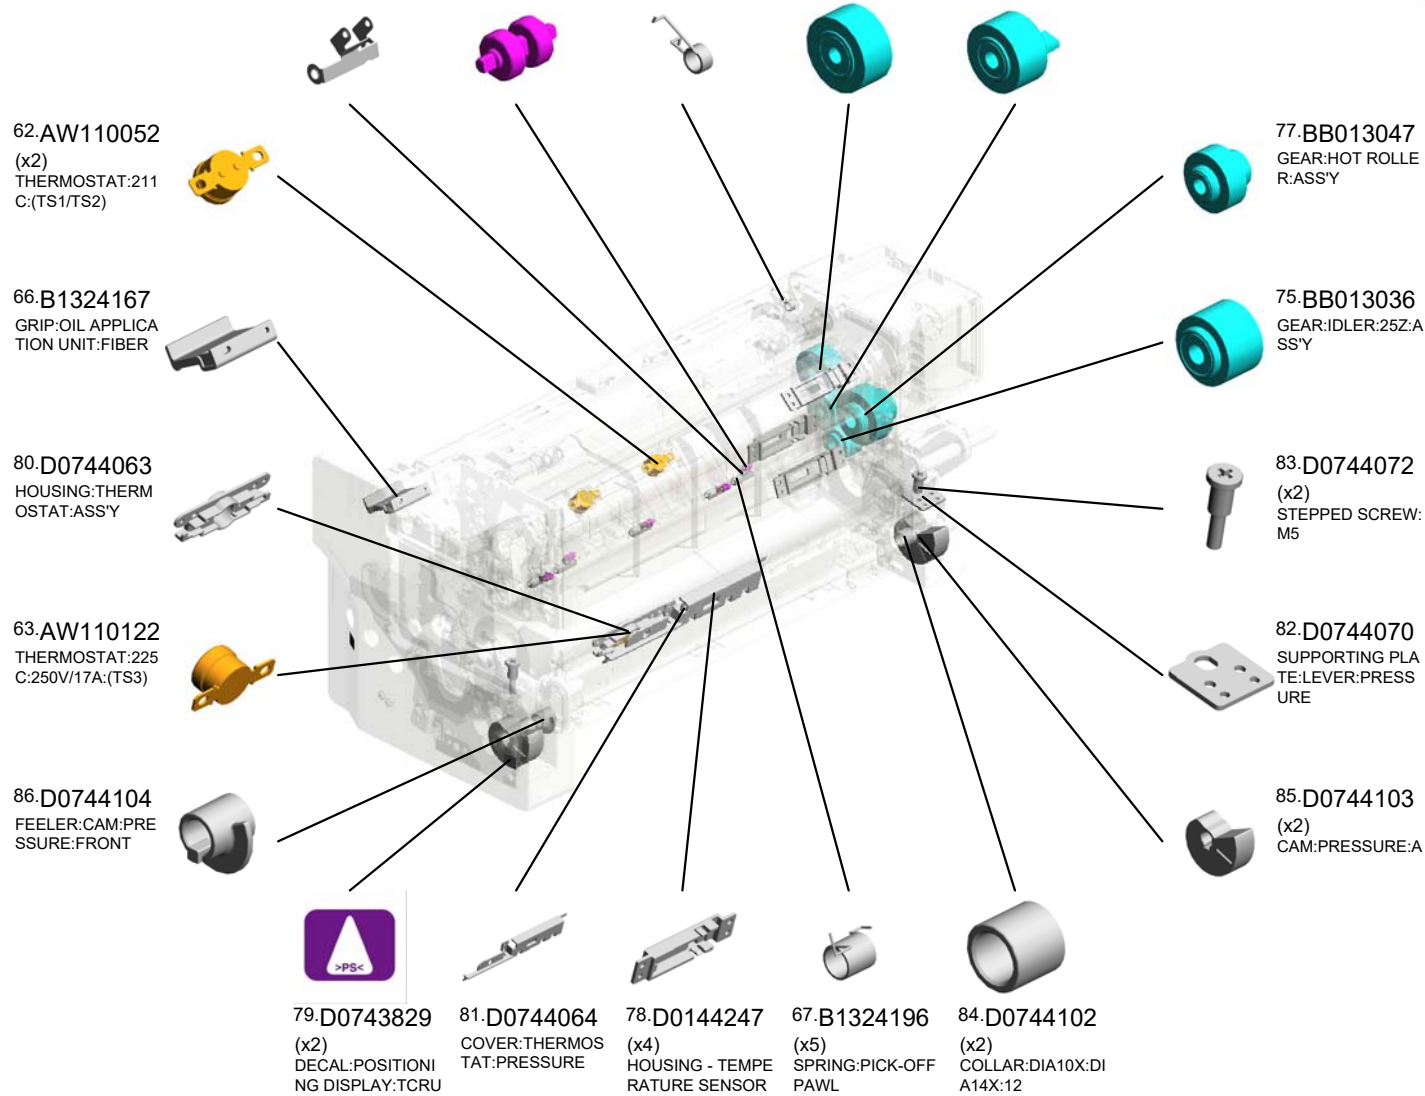 62.AW110052
(x2)
THERMOSTAT:211
C:(TS1/TS2)
66.B1324167
GRIP:OIL APPLICA
TION UNIT:FIBER
80.D0744063
HOUSING:THERM
OSTAT:ASS'Y
63.AW110122
THERMOSTAT:225
C:250V/17A:(TS3)
86.D0744104
FEELER:CAM:PRE
SSURE:FRONT
77.BB013047
GEAR:HOT ROLLE
R:ASS'Y
75.BB013036
GEAR:IDLER:25Z:A
SS'Y
83.D0744072
(x2)
STEPPED SCREW:
M5
82.D0744070
SUPPORTING PLA
TE:LEVER:PRESS
URE
85.D0744103
(x2)
CAM:PRESSURE:A
>PS<
79.D0743829
(x2)
DECAL:POSITIONI
NG DISPLAY:TCRU
81.D0744064
COVER:THERMOS
TAT:PRESSURE
78.D0144247
(x4)
HOUSING - TEMPE
RATURE SENSOR
67.B1324196
(x5)
SPRING:PICK-OFF
PAWL
84.D0744102
(x2)
COLLAR:DIA10X:DI
A14X:12